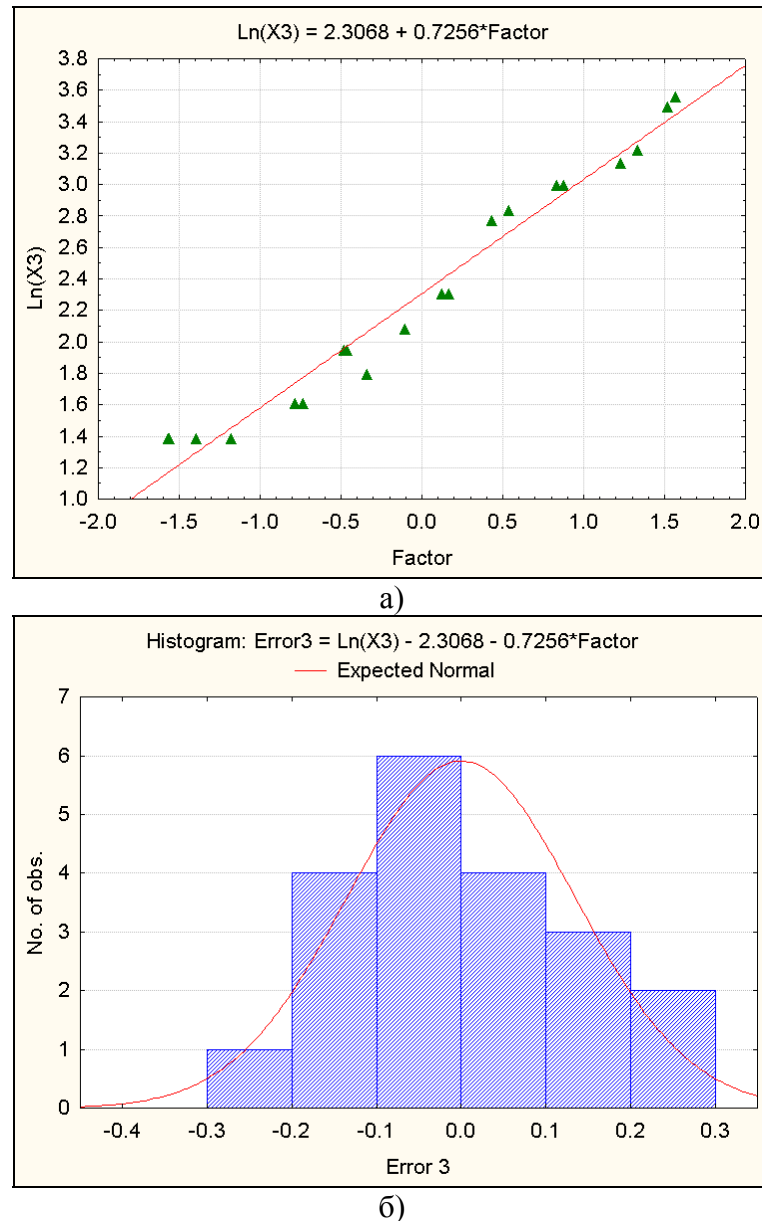 Ln(X3) = 2.3068 + 0.7256*Factor
3.8
3.6
3.4
3.2
3.0
2.8
2.6
2.4
2.2
2.0
1.8
1.6
1.4
1.2
1.0
Ln(X3)
-2.0 -1.5 -1.0 -0.5 0.0 0.5 1.0 1.5 2.0
Factor
а)
Histogram: Error3 = Ln(X3) - 2.3068 - 0.7256*Factor
Expected Normal
7
6
5
4
3
2
1
0
No. of obs.
-0.4 -0.3 -0.2 -0.1 0.0 0.1 0.2 0.3
Error 3
б)